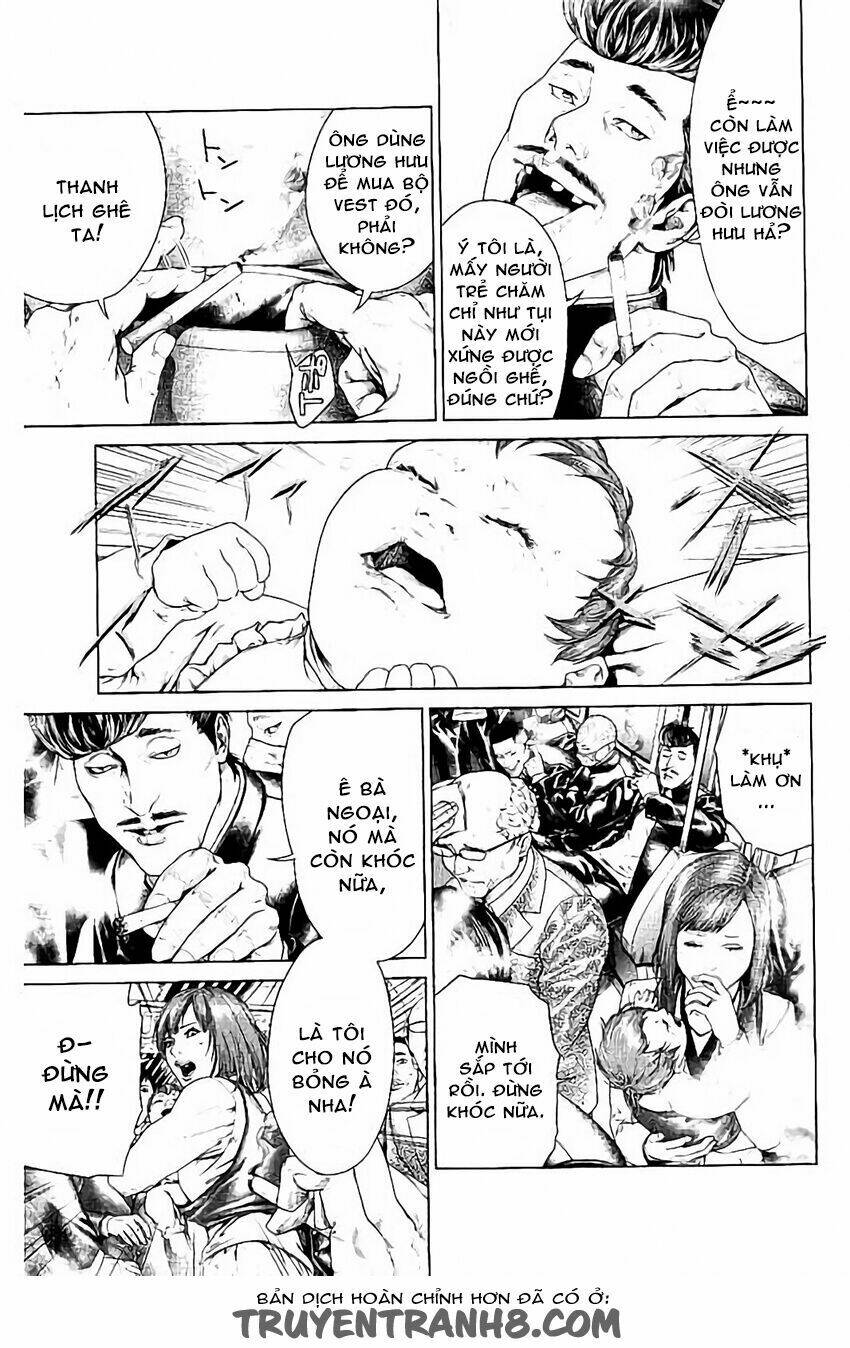 Ể~~~
CÒN LÀM
VIỆC ĐƯỢC
NHƯNG
ÔNG VẪN
ĐÒI LƯƠNG
HƯU HẢ?
Ý TÔI LÀ,
MẤY NGƯỜI
TRẺ CHĂM
CHỈ NHƯ TỤI
NÀY MỚI
XỨNG ĐƯỢC
NGỒI GHẾ,
ĐÚNG CHỨ?
ÔNG DÙNG
LƯƠNG HƯU
ĐỂ MUA BỘ
VEST ĐÓ,
PHẢI
KHÔNG?
トン
トン
THANH
LỊCH GHÊ
TA!
*KHỤ*
LÀM ƠN
...
MÌNH
SẮP TỚI
RỒI. ĐỪNG
KHÓC NỮA.
Ê BÀ
NGOẠI,
NÓ MÀ
CÒN KHÓC
NỮA,
LÀ TÔI
CHO NÓ
BỎNG À
NHA!
Đ-
ĐỪNG
MÀ!!
BẢN DỊCH HOÀN CHỈNH HƠN ĐÃ CÓ Ở:
TRUYENTRANH8.COM